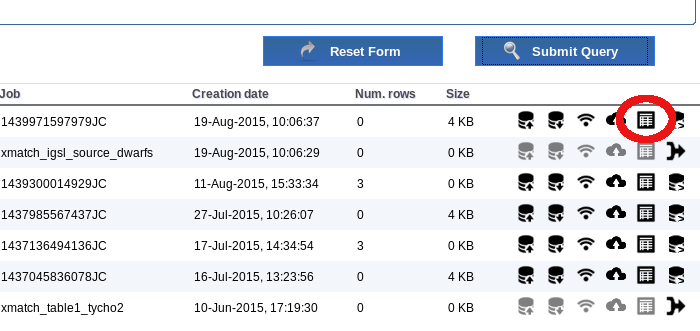 Reset Form Submit Query
Job Creation date Num. rows Size
1439971597979JC 19-Aug-2015, 10:06:37 0 4 KB
xmatch_igsl_source_dwarfs 19-Aug-2015, 10:06:29 0 0 KB
1439300014929JC 11-Aug-2015, 15:33:34 3 0 KB
1437985567437JC 27-Jul-2015, 10:26:07 0 4 KB
1437136494136JC 17-Jul-2015, 14:34:54 3 0 KB
1437045836078JC 16-Jul-2015, 13:23:56 0 4 KB
xmatch_table1_tycho2 10-Jun-2015, 17:19:30 0 0 KB